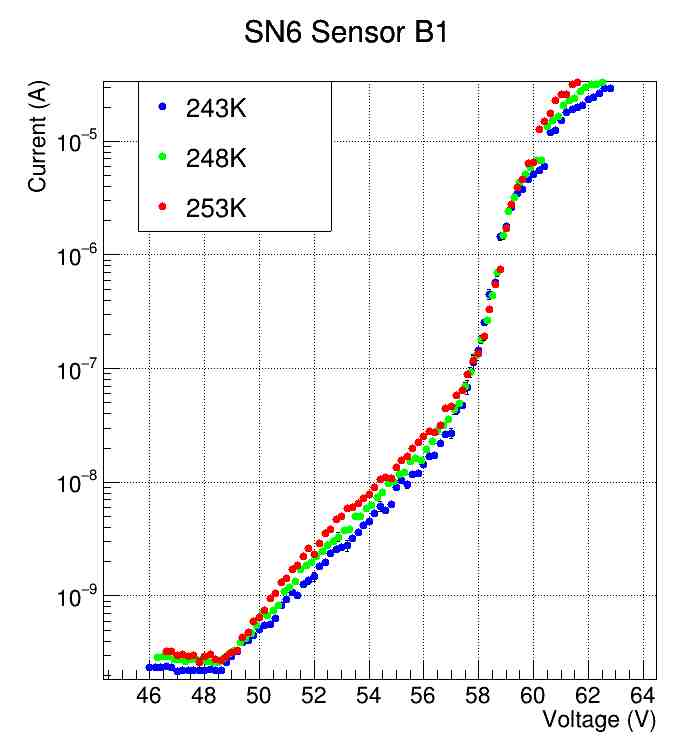 SN6 Sensor B1
Current (A)
243K
248K
253K
10⁻⁵
10⁻⁶
10⁻⁷
10⁻⁸
10⁻⁹
46 48 50 52 54 56 58 60 62 64
Voltage (V)